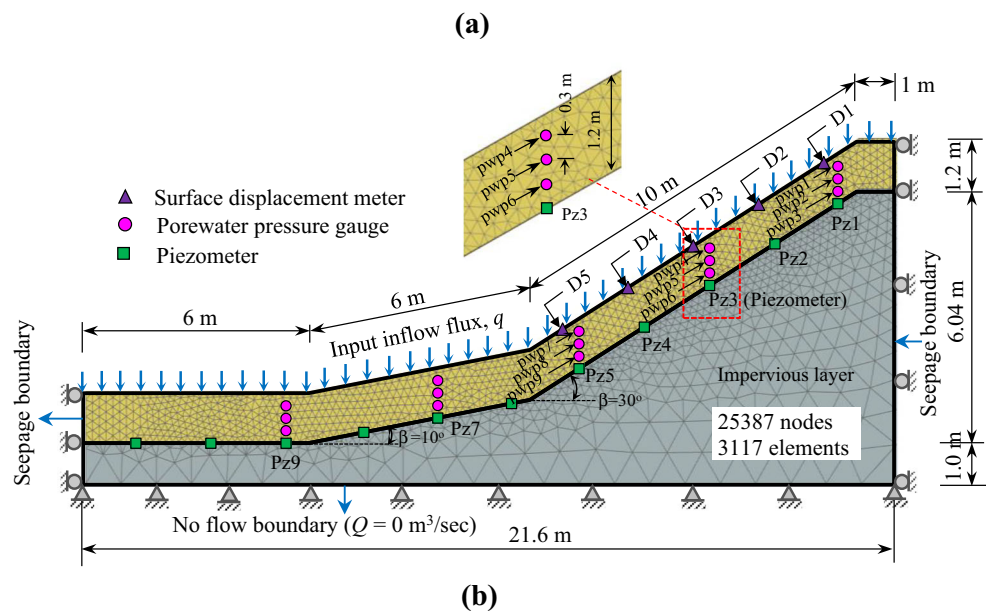 (a)
1 m
0.3 m
1.2 m
pwp4
pwp5
pwp6
Pz3
D1
D2
D3
D4
D5
10 m
1.2 m
Surface displacement meter
Porewater pressure gauge
Piezometer
pwp1
pwp2
pwp3
Pz1
Pz2
pwp4
pwp5
pwp6
Pz3 (Piezometer)
Pz4
6 m
6 m
Input inflow flux, q
pwp7
pwp8
pwp9
Pz5
β=30°
Seepage boundary
Seepage boundary
6.04 m
Impervious layer
25387 nodes
3117 elements
Pz7
β=10°
Pz9
1.0 m
No flow boundary (Q = 0 m³/sec)
21.6 m
(b)